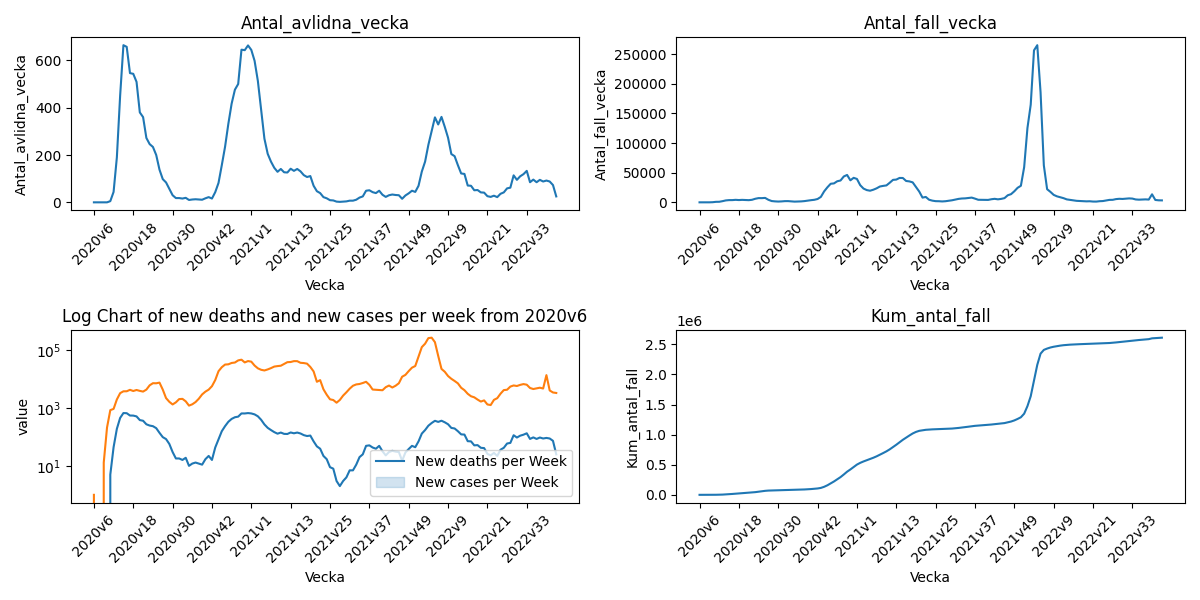 Antal_avlidna_vecka
Antal_avlidna_vecka
600
400
200
0
2020v6 2020v18 2020v30 2020v42 2021v1 2021v13 2021v25 2021v37 2021v49 2022v9 2022v21 2022v33
Vecka
Antal_fall_vecka
Antal_fall_vecka
250000
200000
150000
100000
50000
0
2020v6 2020v18 2020v30 2020v42 2021v1 2021v13 2021v25 2021v37 2021v49 2022v9 2022v21 2022v33
Vecka
Log Chart of new deaths and new cases per week from 2020v6
value
10^5
10^3
10^1
New deaths per Week
New cases per Week
2020v6 2020v18 2020v30 2020v42 2021v1 2021v13 2021v25 2021v37 2021v49 2022v9 2022v21 2022v33
Vecka
Kum_antal_fall
1e6
Kum_antal_fall
2.5
2.0
1.5
1.0
0.5
0.0
2020v6 2020v18 2020v30 2020v42 2021v1 2021v13 2021v25 2021v37 2021v49 2022v9 2022v21 2022v33
Vecka